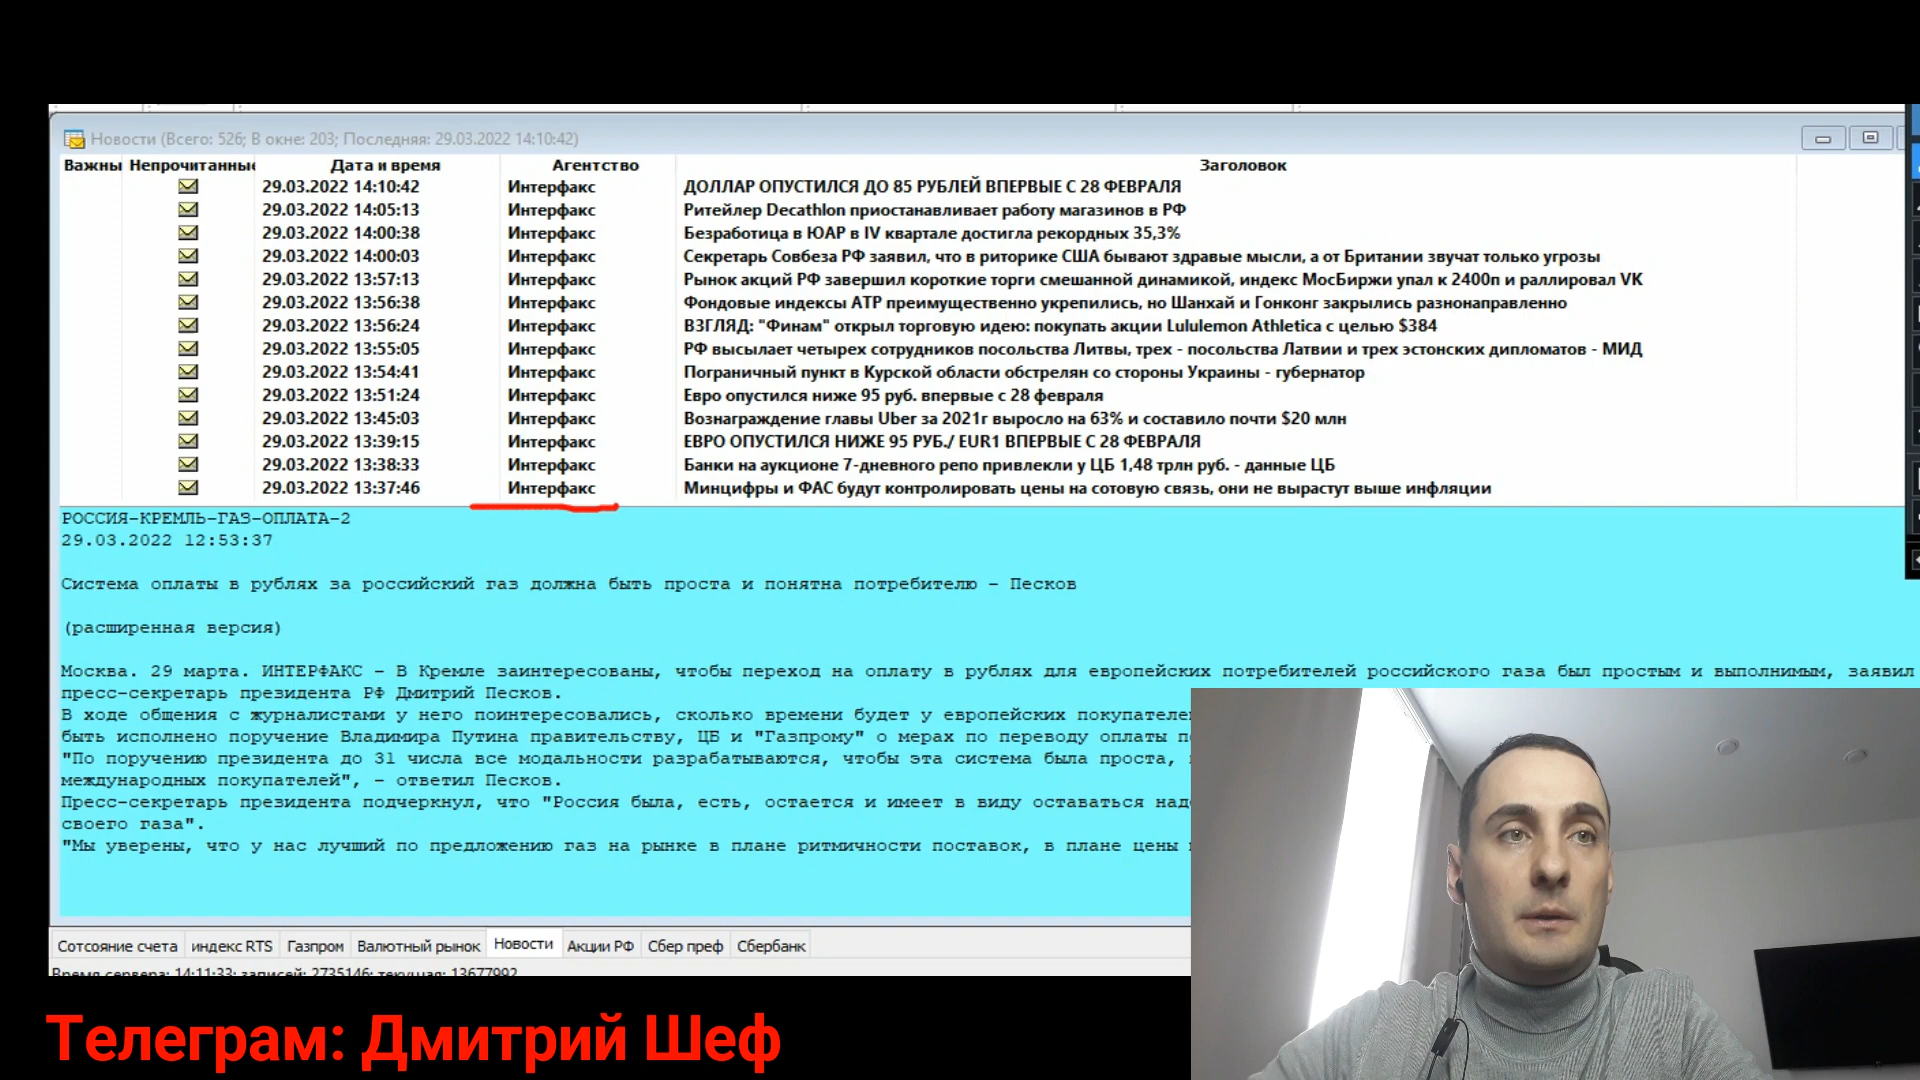 Новости (Всего: 526; В окне: 203; Последняя: 29.03.2022 14:10:42)
Важны Непрочитанные Дата и время Агентство Заголовок
29.03.2022 14:10:42 Интерфакс ДОЛЛАР ОПУСТИЛСЯ ДО 85 РУБЛЕЙ ВПЕРВЫЕ С 28 ФЕВРАЛЯ
29.03.2022 14:05:13 Интерфакс Ритейлер Decathlon приостанавливает работу магазинов в РФ
29.03.2022 14:00:38 Интерфакс Безработица в ЮАР в IV квартале достигла рекордных 35,3%
29.03.2022 14:00:03 Интерфакс Секретарь Совбеза РФ заявил, что в риторике США бывают здравые мысли, а от Британии звучат только угрозы
29.03.2022 13:57:13 Интерфакс Рынок акций РФ завершил короткие торги смешанной динамикой, индекс МосБиржи упал к 2400п и раллировал VK
29.03.2022 13:56:38 Интерфакс Фондовые индексы АТР преимущественно укрепились, но Шанхай и Гонконг закрылись разнонаправленно
29.03.2022 13:56:24 Интерфакс ВЗГЛЯД: "Финам" открыл торговую идею: покупать акции Lululemon Athletica с целью $384
29.03.2022 13:55:05 Интерфакс РФ высылает четырех сотрудников посольства Литвы, трех - посольства Латвии и трех эстонских дипломатов - МИД
29.03.2022 13:54:41 Интерфакс Пограничный пункт в Курской области обстрелян со стороны Украины - губернатор
29.03.2022 13:51:24 Интерфакс Евро опустился ниже 95 руб. впервые с 28 февраля
29.03.2022 13:45:03 Интерфакс Вознаграждение главы Uber за 2021г выросло на 63% и составило почти $20 млн
29.03.2022 13:39:15 Интерфакс ЕВРО ОПУСТИЛСЯ НИЖЕ 95 РУБ./ EUR1 ВПЕРВЫЕ С 28 ФЕВРАЛЯ
29.03.2022 13:38:33 Интерфакс Банки на аукционе 7-дневного репо привлекли у ЦБ 1,48 трлн руб. - данные ЦБ
29.03.2022 13:37:46 Интерфакс Минцифры и ФАС будут контролировать цены на сотовую связь, они не вырастут выше инфляции
РОССИЯ-КРЕМЛЬ-ГАЗ-ОПЛАТА-2
29.03.2022 12:53:37
Система оплаты в рублях за российский газ должна быть проста и понятна потребителю - Песков
(расширенная версия)
Москва. 29 марта. ИНТЕРФАКС - В Кремле заинтересованы, чтобы переход на оплату в рублях для европейских потребителей российского газа был простым и выполнимым, заявил
пресс-секретарь президента РФ Дмитрий Песков.
В ходе общения с журналистами у него поинтересовались, сколько времени будет у европейских покупателе
быть исполнено поручение Владимира Путина правительству, ЦБ и "Газпрому" о мерах по переводу оплаты
"По поручению президента до 31 числа все модальности разрабатываются, чтобы эта система была проста,
международных покупателей", - ответил Песков.
Пресс-секретарь президента подчеркнул, что "Россия была, есть, остается и имеет в виду оставаться над
своего газа".
"Мы уверены, что у нас лучший по предложению газ на рынке в плане ритмичности поставок, в плане цены
Сотсояние счета индекс RTS Газпром Валютный рынок Новости Акции РФ Сбер преф Сбербанк
Время сервера: 14:11:33; записей: 2735146; текущая: 13677992
Телеграм: Дмитрий Шеф